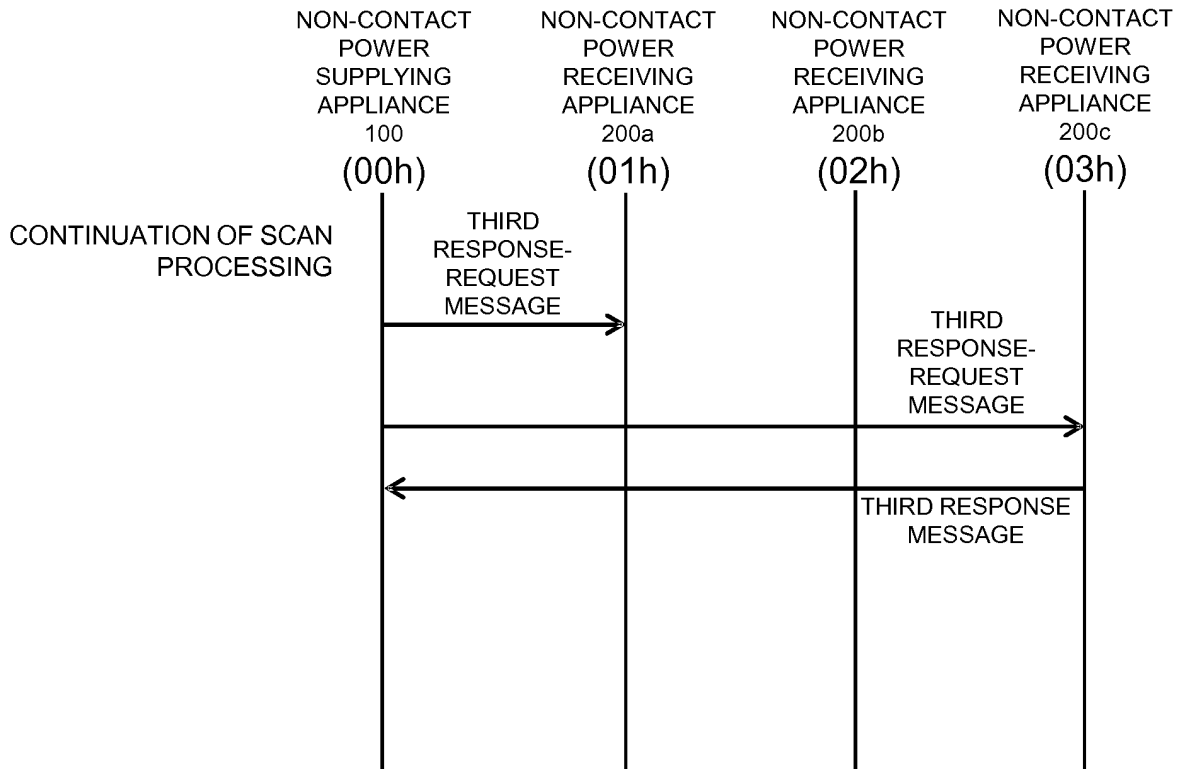 NON-CONTACT
POWER
SUPPLYING
APPLIANCE
100
(00h)
NON-CONTACT
POWER
RECEIVING
APPLIANCE
200a
(01h)
NON-CONTACT
POWER
RECEIVING
APPLIANCE
200b
(02h)
NON-CONTACT
POWER
RECEIVING
APPLIANCE
200c
(03h)
CONTINUATION OF SCAN
PROCESSING
THIRD
RESPONSE-
REQUEST
MESSAGE
THIRD
RESPONSE-
REQUEST
MESSAGE
THIRD RESPONSE
MESSAGE